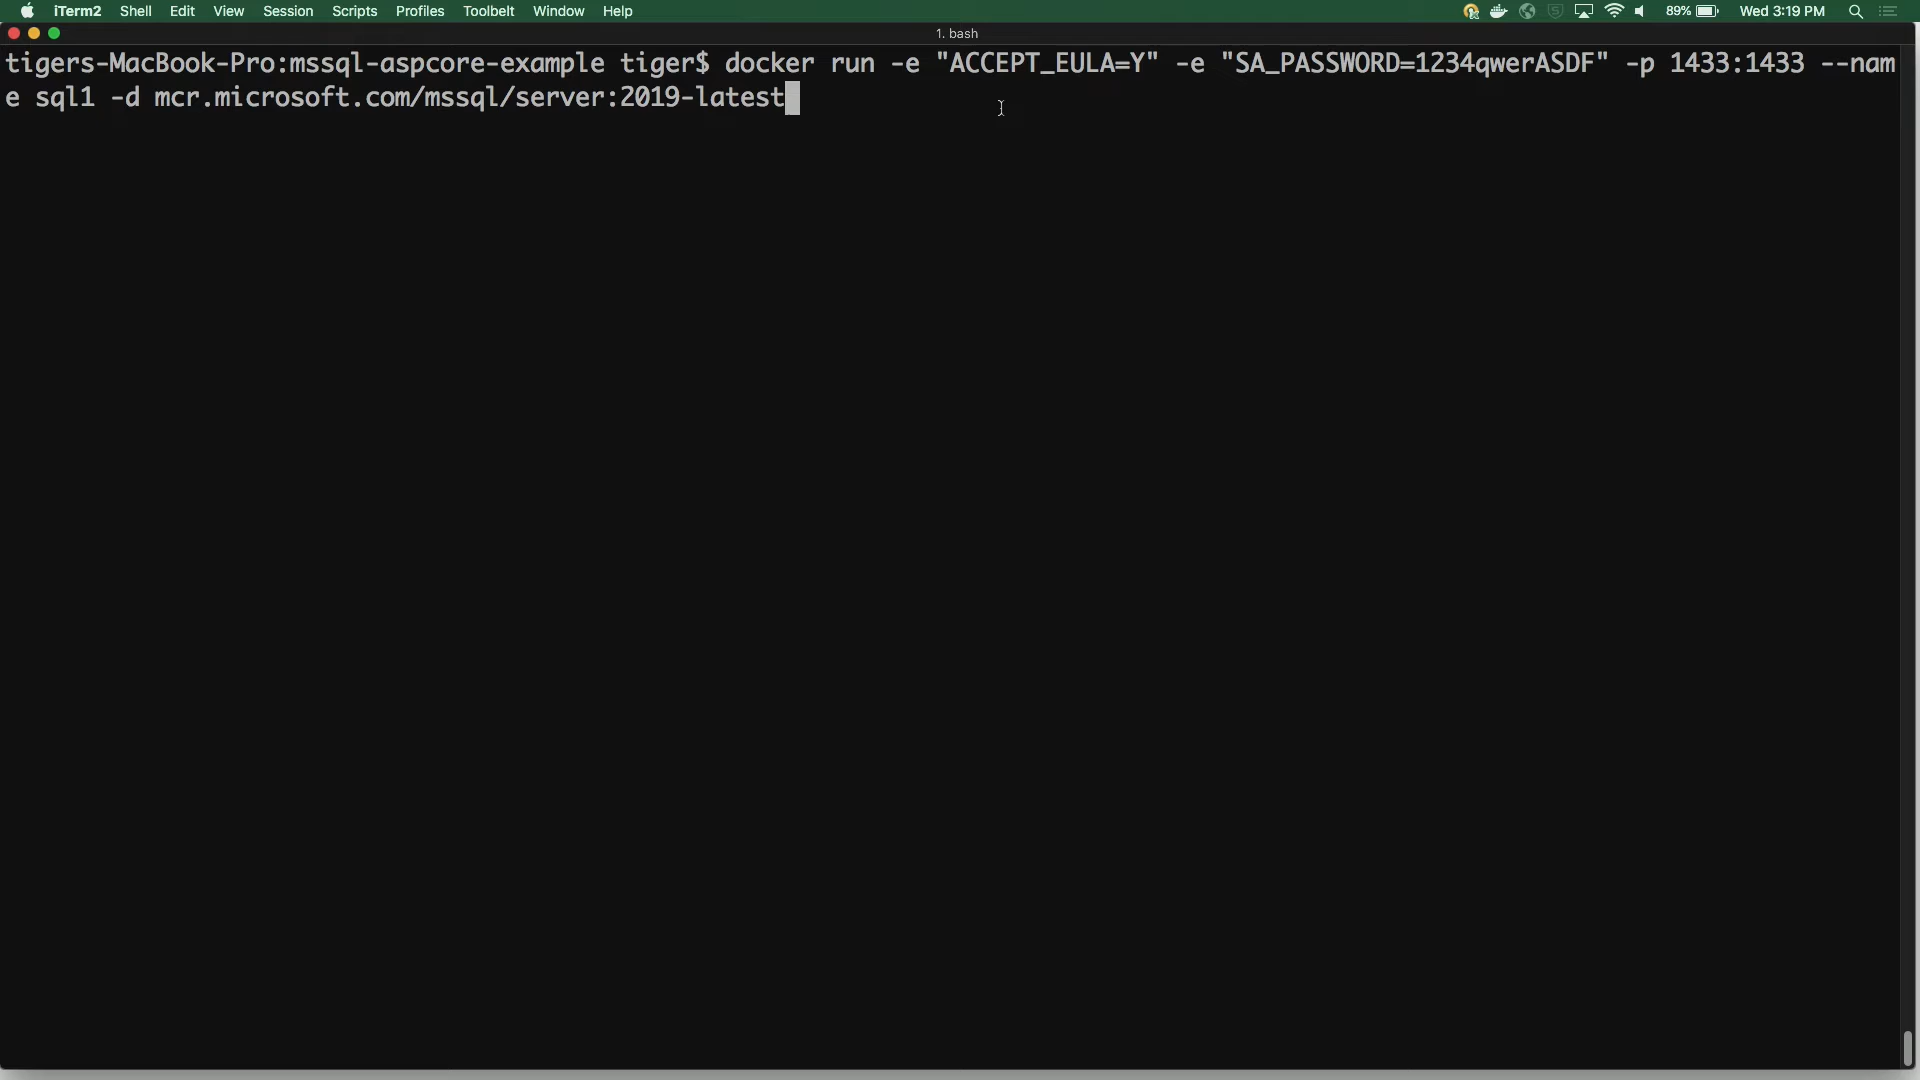 iTerm2 Shell Edit View Session Scripts Profiles Toolbelt Window Help 89% Wed 3:19 PM
1. bash
tigers-MacBook-Pro:mssql-aspcore-example tiger$ docker run -e "ACCEPT_EULA=Y" -e "SA_PASSWORD=1234qwerASDF" -p 1433:1433 --nam
e sql1 -d mcr.microsoft.com/mssql/server:2019-latest